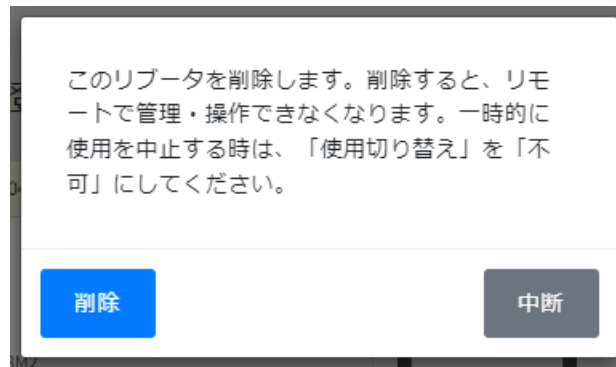 このリブータを削除します。削除すると、リモ
ートで管理・操作できなくなります。一時的に
使用を中止する時は、「使用切り替え」を「不
可」にしてください。
削除
中断